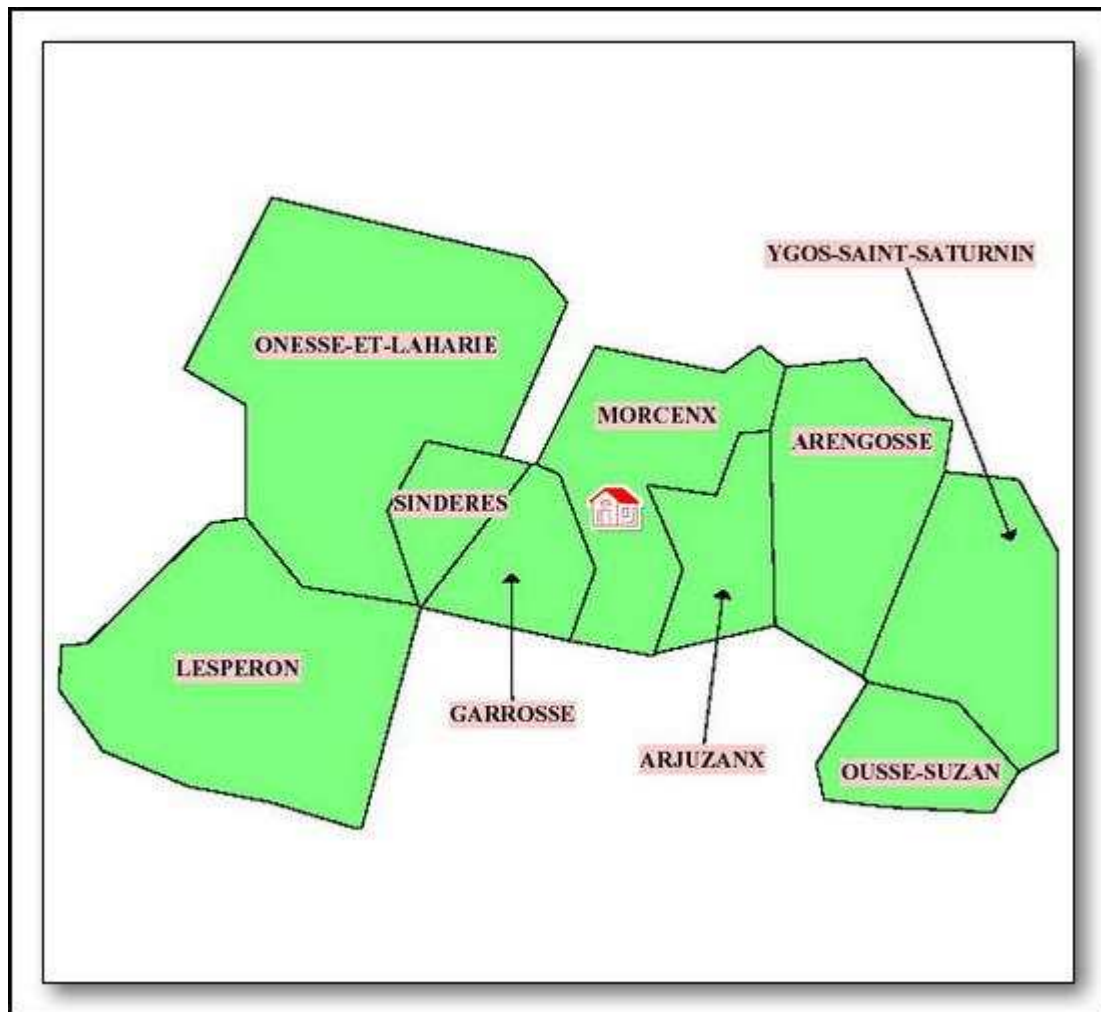 YGOS-SAINT-SATURNIN
ONESSE-ET-LAHARIE
MORCENX
ARENGOSSE
SINDERES
LESPERON
GARROSSE
ARJUZANX
OUSSE-SUZAN